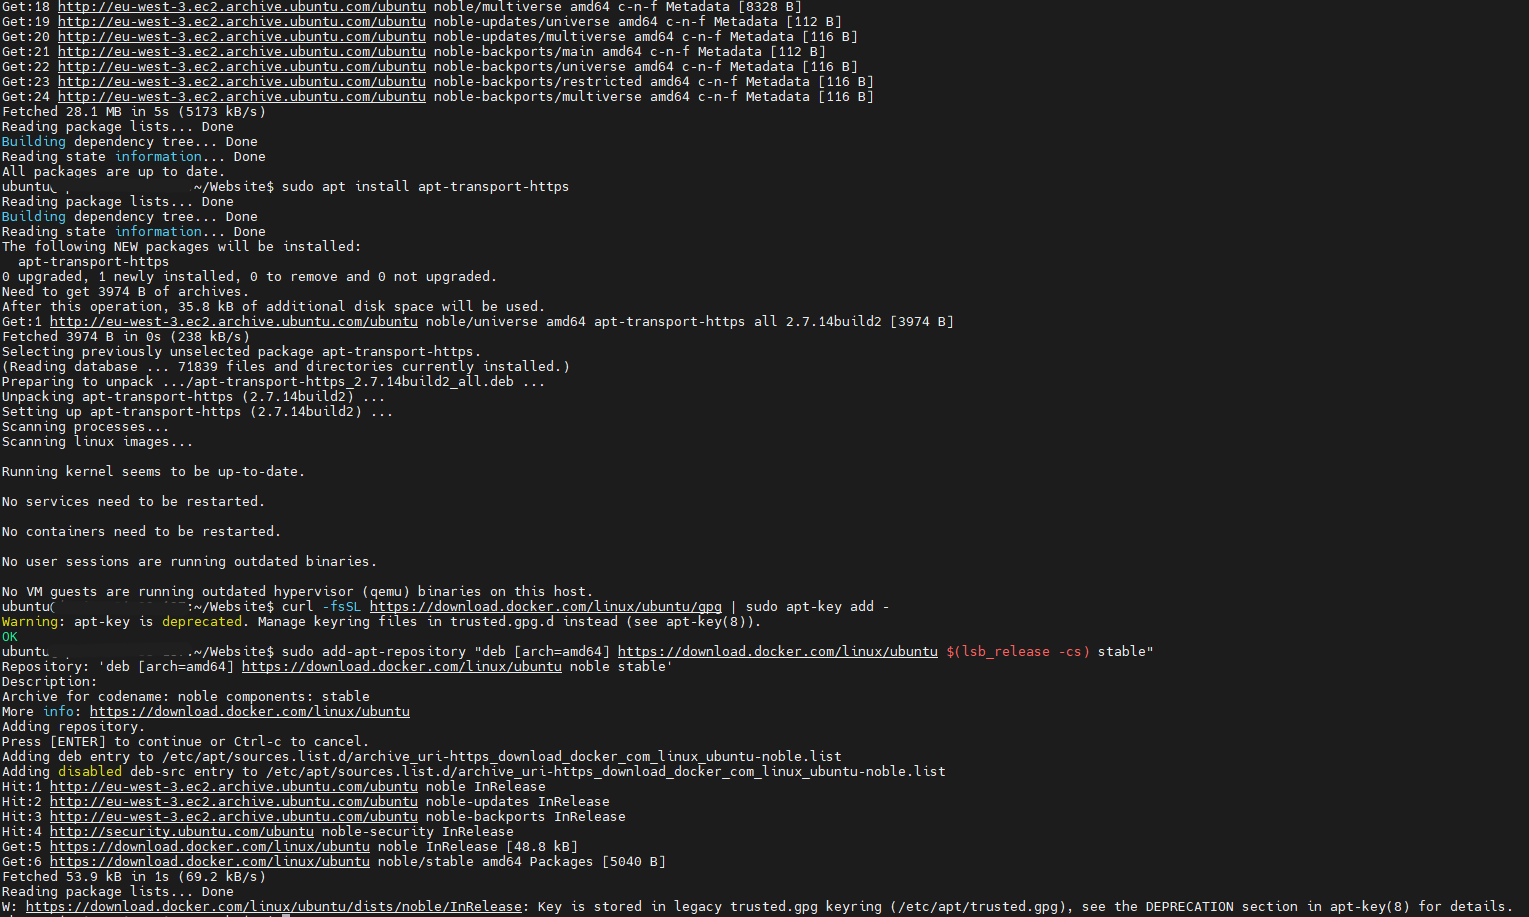 Get:18 http://eu-west-3.ec2.archive.ubuntu.com/ubuntu noble/multiverse amd64 c-n-f Metadata [8328 B]
Get:19 http://eu-west-3.ec2.archive.ubuntu.com/ubuntu noble-updates/universe amd64 c-n-f Metadata [112 B]
Get:20 http://eu-west-3.ec2.archive.ubuntu.com/ubuntu noble-updates/multiverse amd64 c-n-f Metadata [116 B]
Get:21 http://eu-west-3.ec2.archive.ubuntu.com/ubuntu noble-backports/main amd64 c-n-f Metadata [112 B]
Get:22 http://eu-west-3.ec2.archive.ubuntu.com/ubuntu noble-backports/universe amd64 c-n-f Metadata [116 B]
Get:23 http://eu-west-3.ec2.archive.ubuntu.com/ubuntu noble-backports/restricted amd64 c-n-f Metadata [116 B]
Get:24 http://eu-west-3.ec2.archive.ubuntu.com/ubuntu noble-backports/multiverse amd64 c-n-f Metadata [116 B]
Fetched 28.1 MB in 5s (5173 kB/s)
Reading package lists... Done
Building dependency tree... Done
Reading state information... Done
All packages are up to date.
ubuntu ~/Website$ sudo apt install apt-transport-https
Reading package lists... Done
Building dependency tree... Done
Reading state information... Done
The following NEW packages will be installed:
  apt-transport-https
0 upgraded, 1 newly installed, 0 to remove and 0 not upgraded.
Need to get 3974 B of archives.
After this operation, 35.8 kB of additional disk space will be used.
Get:1 http://eu-west-3.ec2.archive.ubuntu.com/ubuntu noble/universe amd64 apt-transport-https all 2.7.14build2 [3974 B]
Fetched 3974 B in 0s (238 kB/s)
Selecting previously unselected package apt-transport-https.
(Reading database ... 71839 files and directories currently installed.)
Preparing to unpack .../apt-transport-https_2.7.14build2_all.deb ...
Unpacking apt-transport-https (2.7.14build2) ...
Setting up apt-transport-https (2.7.14build2) ...
Scanning processes...
Scanning linux images...
Running kernel seems to be up-to-date.
No services need to be restarted.
No containers need to be restarted.
No user sessions are running outdated binaries.
No VM guests are running outdated hypervisor (qemu) binaries on this host.
ubuntu :~/Website$ curl -fsSL https://download.docker.com/linux/ubuntu/gpg | sudo apt-key add -
Warning: apt-key is deprecated. Manage keyring files in trusted.gpg.d instead (see apt-key(8)).
OK
ubuntu ~/Website$ sudo add-apt-repository "deb [arch=amd64] https://download.docker.com/linux/ubuntu $(lsb_release -cs) stable"
Repository: 'deb [arch=amd64] https://download.docker.com/linux/ubuntu noble stable'
Description:
Archive for codename: noble components: stable
More info: https://download.docker.com/linux/ubuntu
Adding repository.
Press [ENTER] to continue or Ctrl-c to cancel.
Adding deb entry to /etc/apt/sources.list.d/archive_uri-https_download_docker_com_linux_ubuntu-noble.list
Adding disabled deb-src entry to /etc/apt/sources.list.d/archive_uri-https_download_docker_com_linux_ubuntu-noble.list
Hit:1 http://eu-west-3.ec2.archive.ubuntu.com/ubuntu noble InRelease
Hit:2 http://eu-west-3.ec2.archive.ubuntu.com/ubuntu noble-updates InRelease
Hit:3 http://eu-west-3.ec2.archive.ubuntu.com/ubuntu noble-backports InRelease
Hit:4 http://security.ubuntu.com/ubuntu noble-security InRelease
Get:5 https://download.docker.com/linux/ubuntu noble InRelease [48.8 kB]
Get:6 https://download.docker.com/linux/ubuntu noble/stable amd64 Packages [5040 B]
Fetched 53.9 kB in 1s (69.2 kB/s)
Reading package lists... Done
W: https://download.docker.com/linux/ubuntu/dists/noble/InRelease: Key is stored in legacy trusted.gpg keyring (/etc/apt/trusted.gpg), see the DEPRECATION section in apt-key(8) for details.